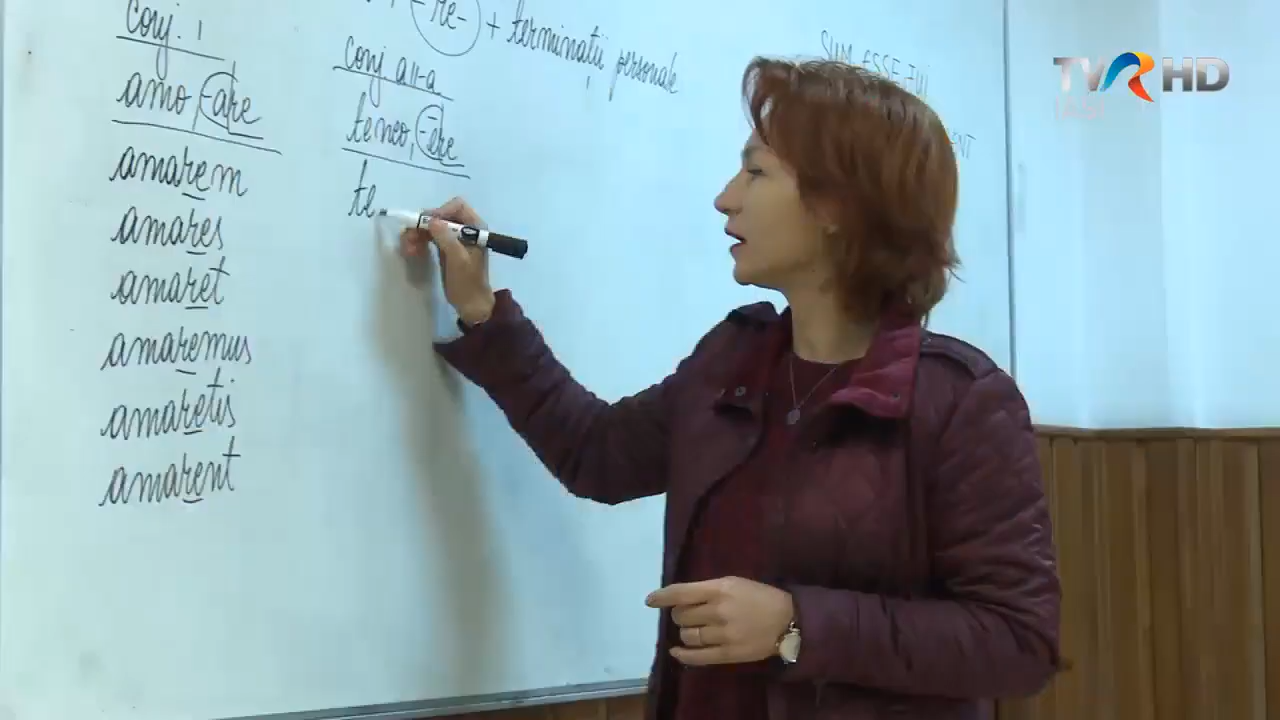 -re- + terminații personale
conj. I
amo, -are
amarem
amares
amaret
amaremus
amaretis
amarent
conj a II-a
teneo, -ēre
te
SUM ESSE FUI
TVR HD
IAȘI